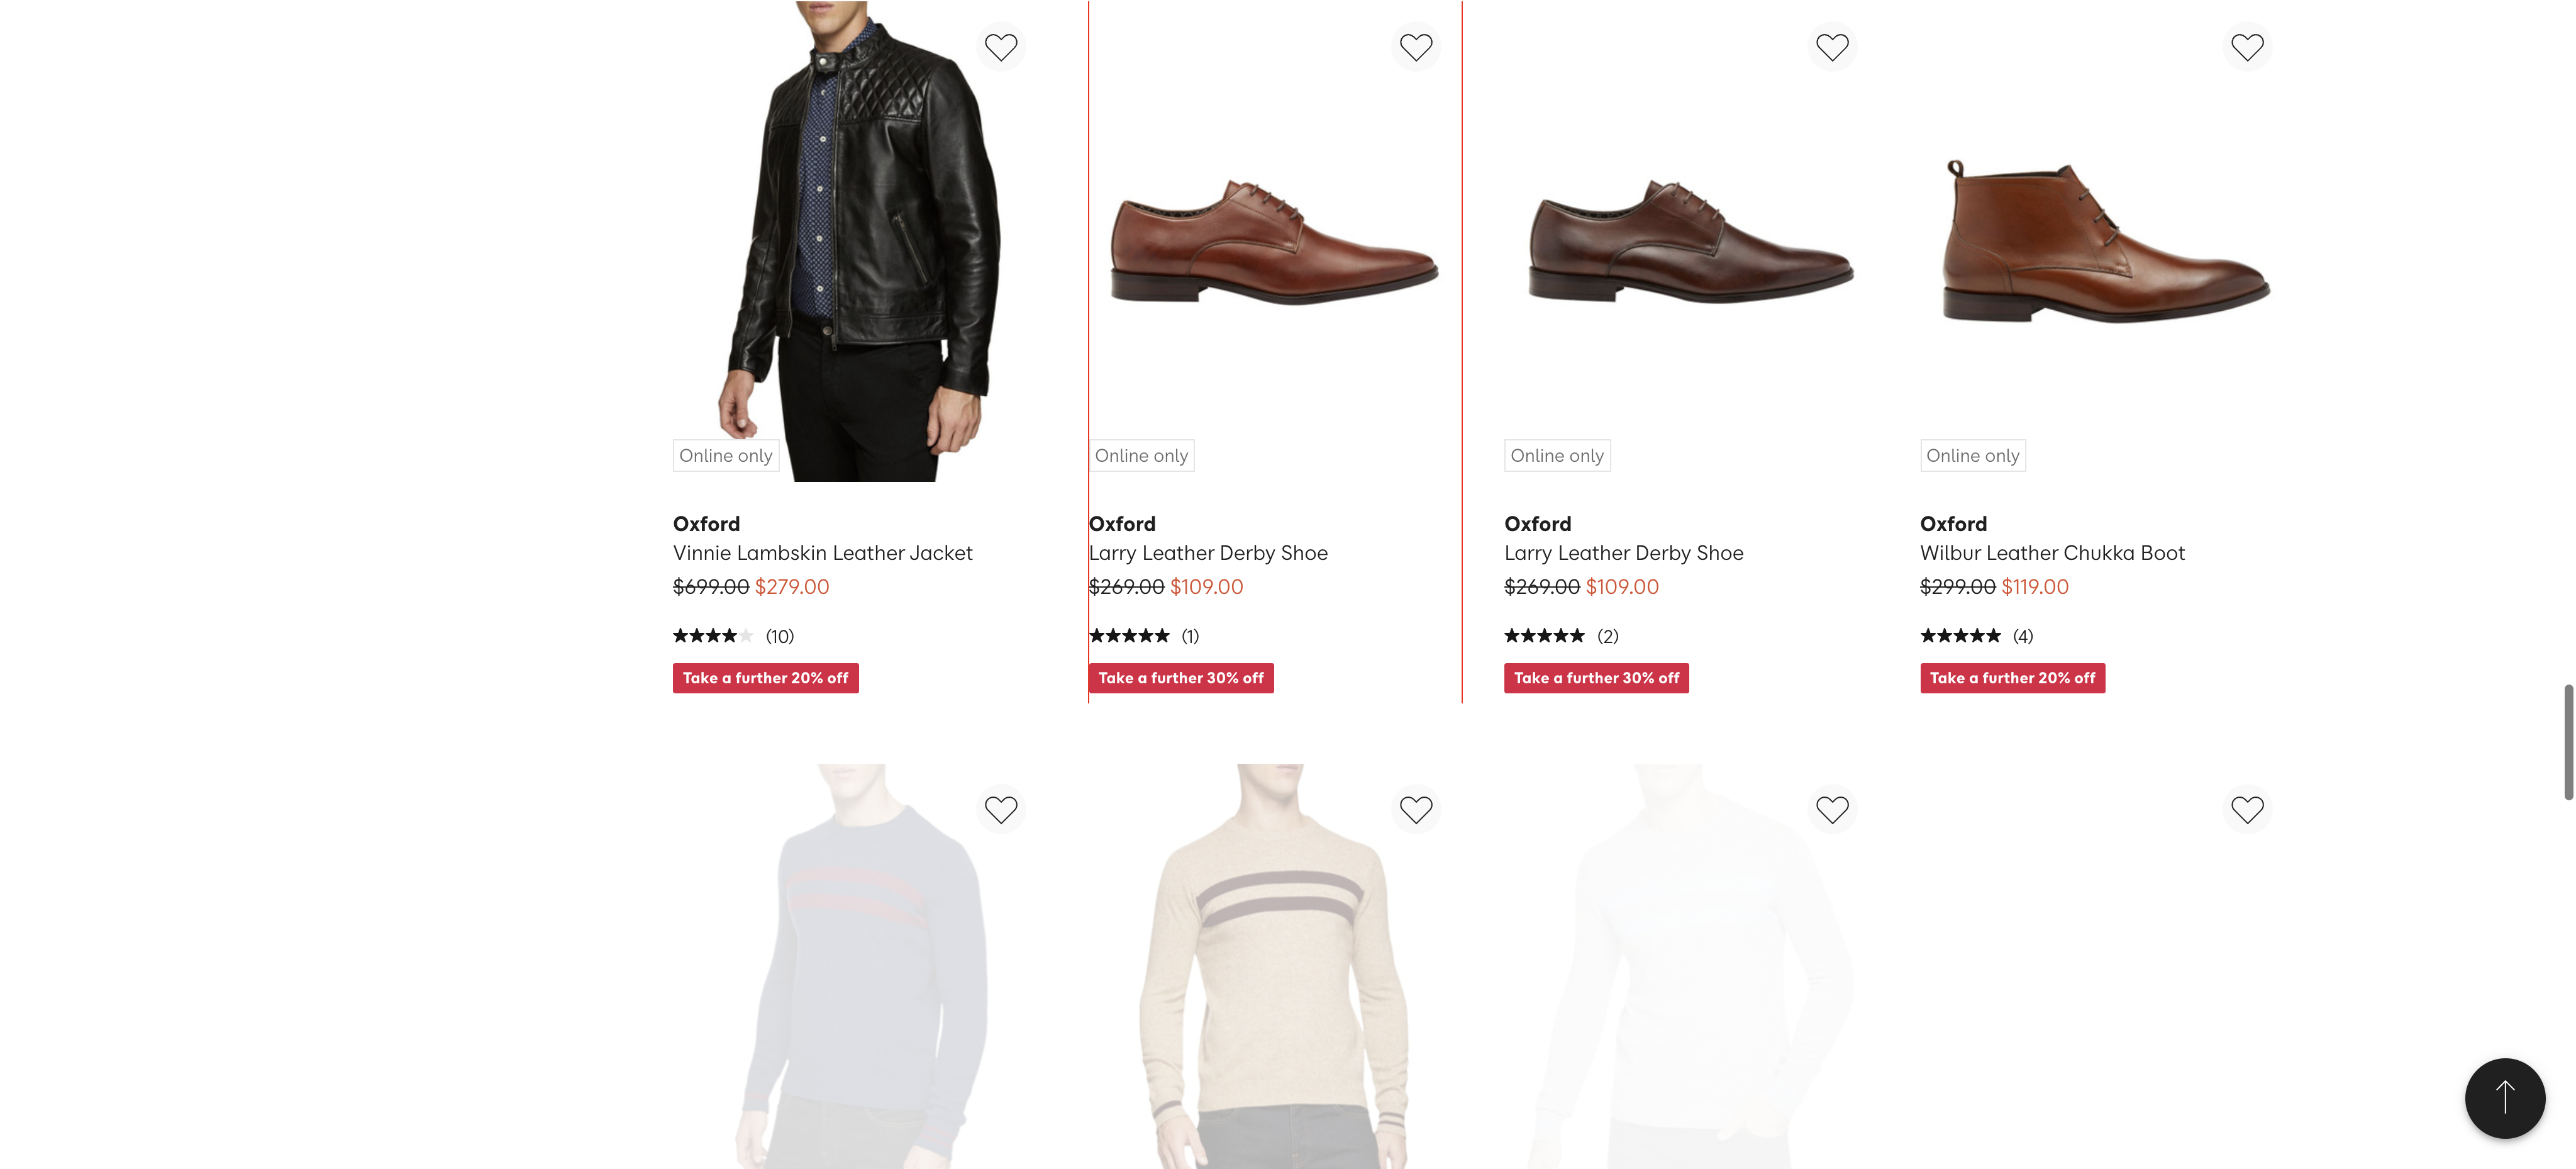 Online only
Online only
Online only
Online only
Oxford
Vinnie Lambskin Leather Jacket
$699.00 $279.00
(10)
Take a further 20% off
Oxford
Larry Leather Derby Shoe
$269.00 $109.00
(1)
Take a further 30% off
Oxford
Larry Leather Derby Shoe
$269.00 $109.00
(2)
Take a further 30% off
Oxford
Wilbur Leather Chukka Boot
$299.00 $119.00
(4)
Take a further 20% off